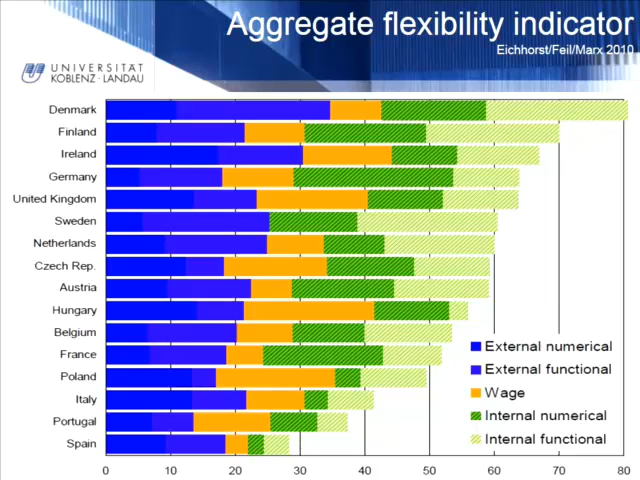 Aggregate flexibility indicator
Eichhorst/Feil/Marx 2010
UNIVERSITÄT
KOBLENZ · LANDAU
Denmark
Finland
Ireland
Germany
United Kingdom
Sweden
Netherlands
Czech Rep.
Austria
Hungary
Belgium
France
Poland
Italy
Portugal
Spain
External numerical
External functional
Wage
Internal numerical
Internal functional
0 10 20 30 40 50 60 70 80